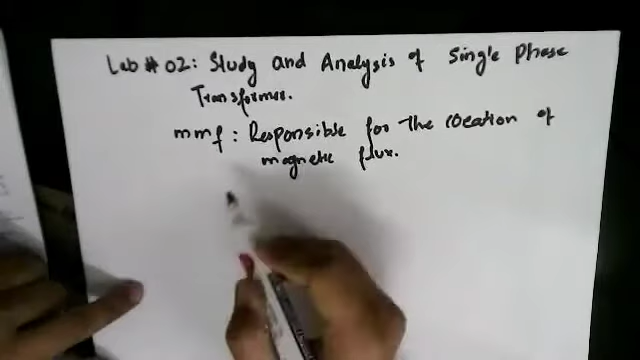 Lab # 02: Study and Analysis of Single Phase
Transformer.
mmf: Responsible for the creation of
magnetic flux.